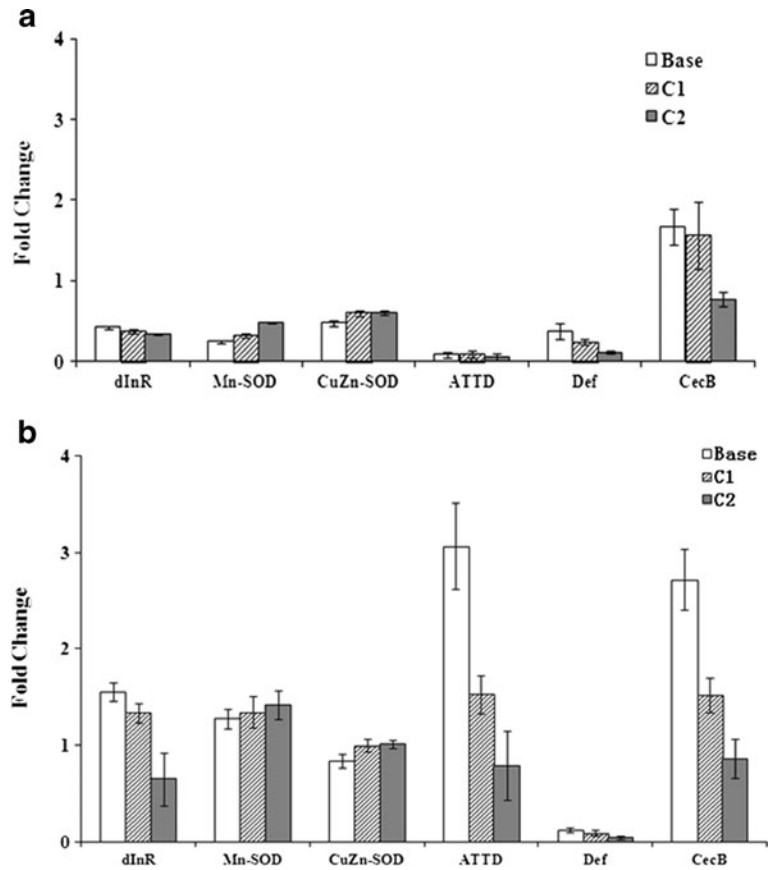 a
4
3
2
1
0
Fold Change
Base
C1
C2
dInR Mn-SOD CuZn-SOD ATTD Def CecB
b
4
3
2
1
0
Fold Change
Base
C1
C2
dInR Mn-SOD CuZn-SOD ATTD Def CecB